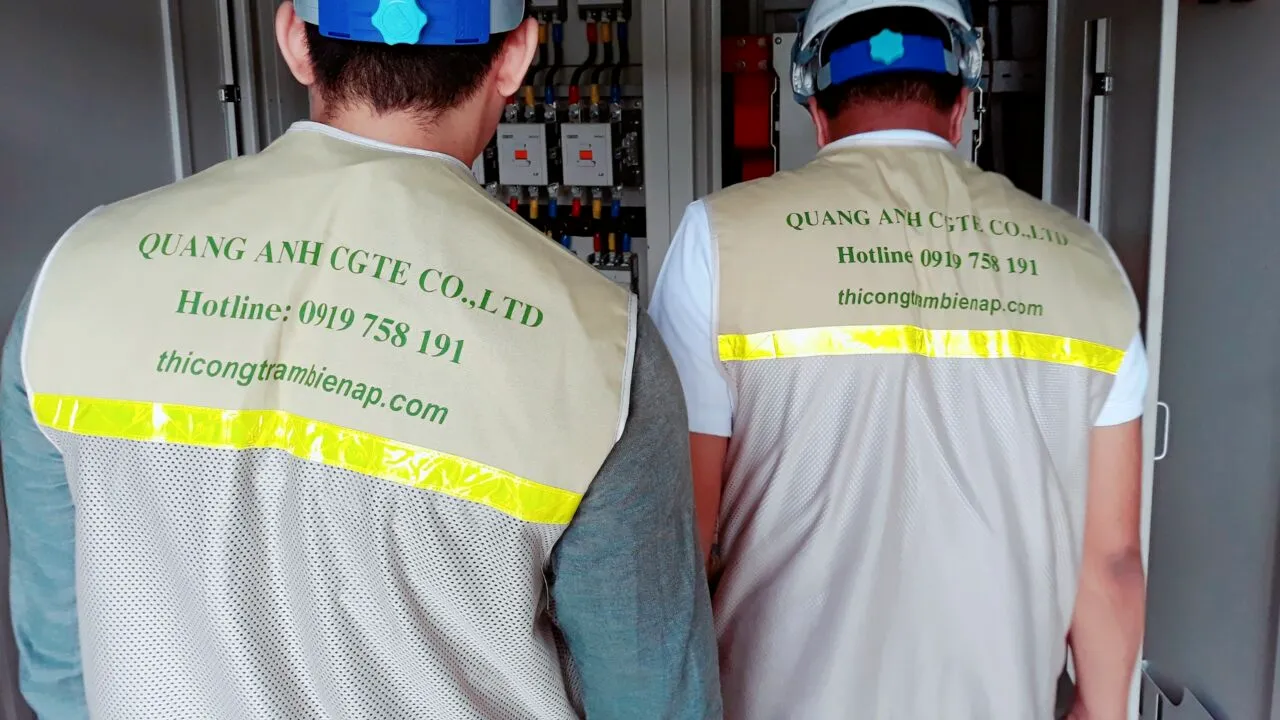 QUANG ANH CGTE CO.,LTD
Hotline: 0919 758 191
thicongtrambienap.com
QUANG ANH CGTE CO.,LTD
Hotline 0919 758 191
thicongtrambienap.com